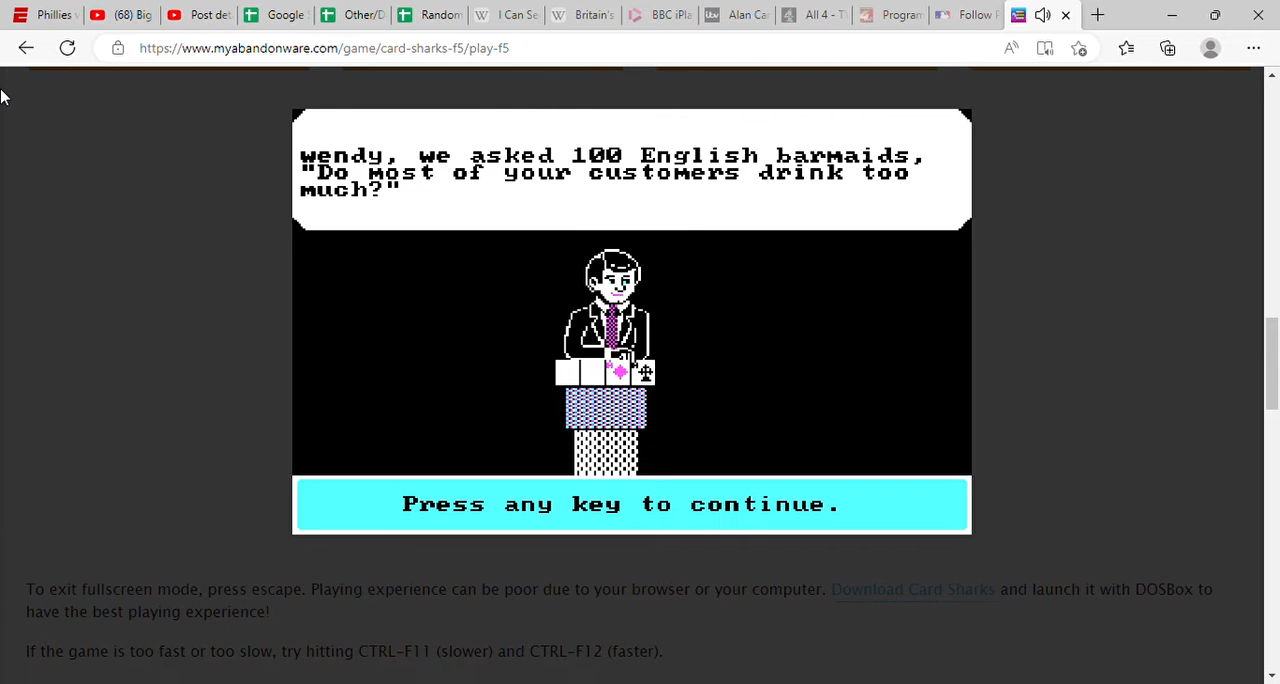 Phillies
(68) Big
Post det
Google
Other/D
Random
I Can Se
Britain's
BBC iPla
Alan Ca
All 4 - T
Program
Follow
https://www.myabandonware.com/game/card-sharks-f5/play-f5
wendy, we asked 100 English barmaids,
"Do most of your customers drink too
much?"
Press any key to continue.
To exit fullscreen mode, press escape. Playing experience can be poor due to your browser or your computer. Download Card Sharks and launch it with DOSBox to
have the best playing experience!
If the game is too fast or too slow, try hitting CTRL-F11 (slower) and CTRL-F12 (faster).